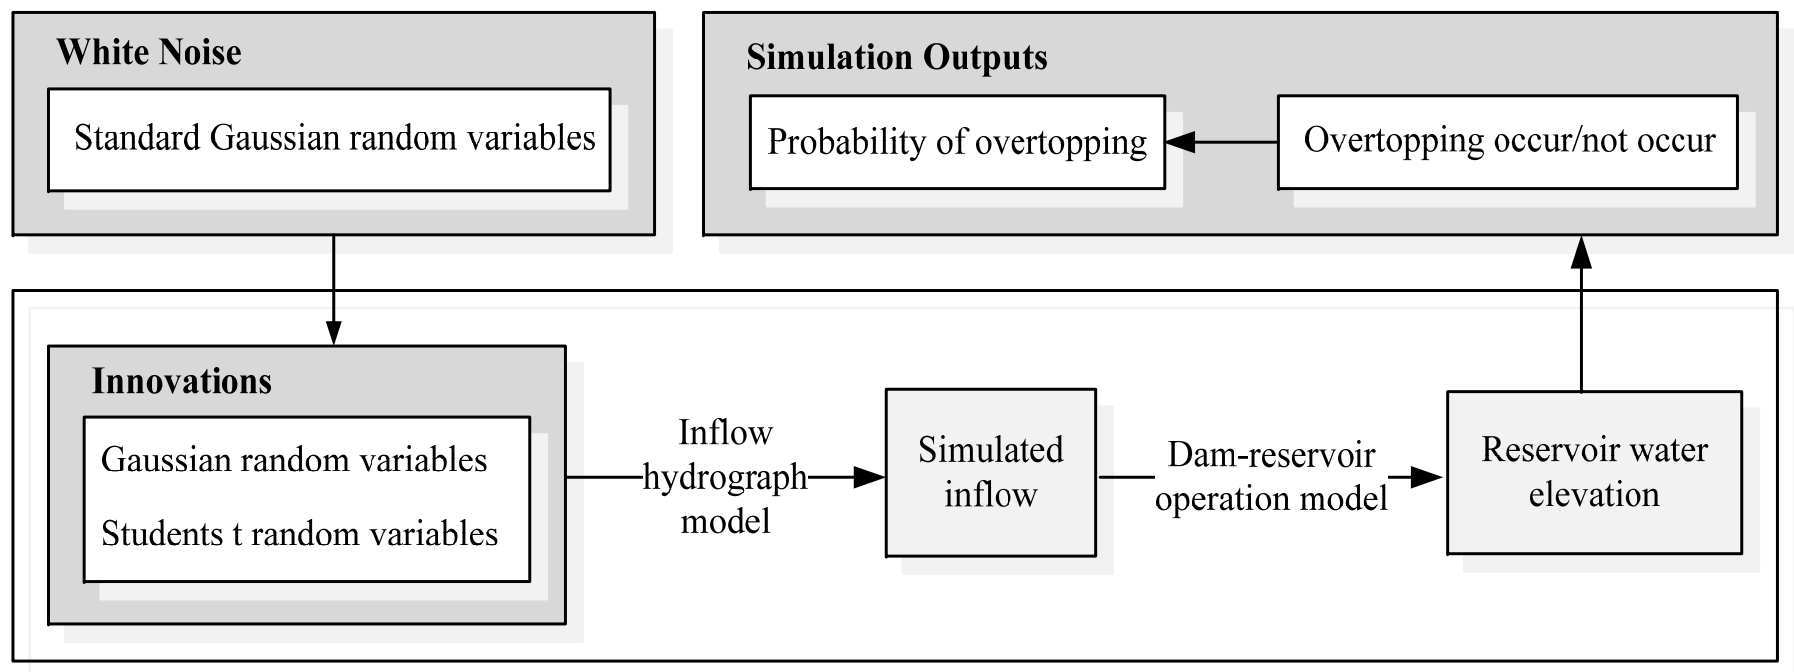 White Noise
Standard Gaussian random variables
Simulation Outputs
Probability of overtopping
Overtopping occur/not occur
Innovations
Gaussian random variables
Students t random variables
Inflow
hydrograph
model
Simulated
inflow
Dam-reservoir
operation model
Reservoir water
elevation